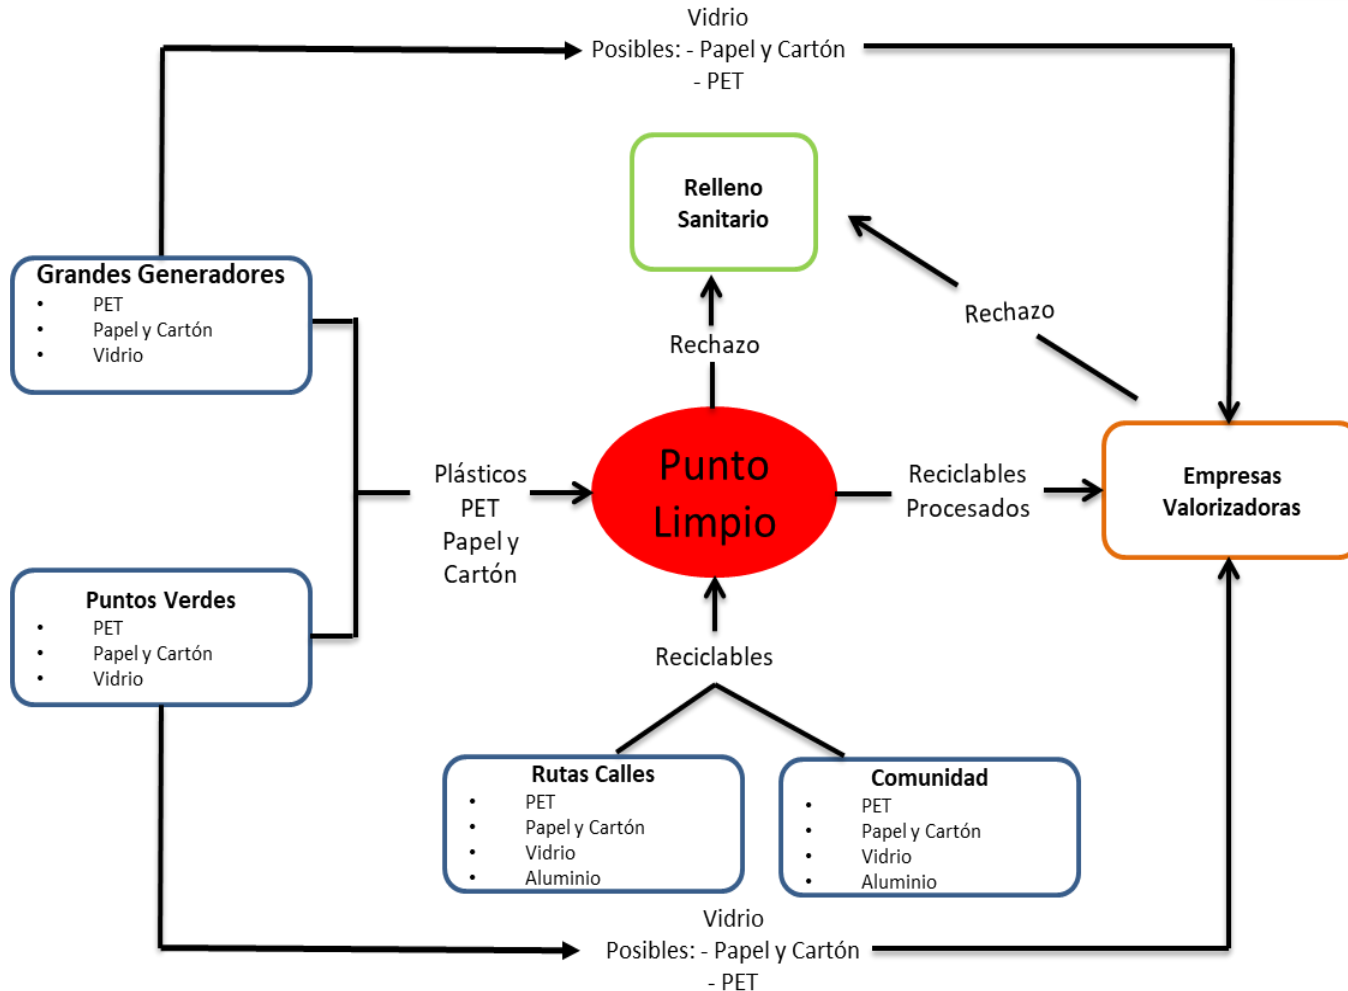 Vidrio
Posibles: - Papel y Cartón
- PET
Relleno
Sanitario
Grandes Generadores
• PET
• Papel y Cartón
• Vidrio
Rechazo
Rechazo
Plásticos
PET
Papel y
Cartón
Punto
Limpio
Reciclables
Procesados
Empresas
Valorizadoras
Puntos Verdes
• PET
• Papel y Cartón
• Vidrio
Reciclables
Rutas Calles
• PET
• Papel y Cartón
• Vidrio
• Aluminio
Comunidad
• PET
• Papel y Cartón
• Vidrio
• Aluminio
Vidrio
Posibles: - Papel y Cartón
- PET